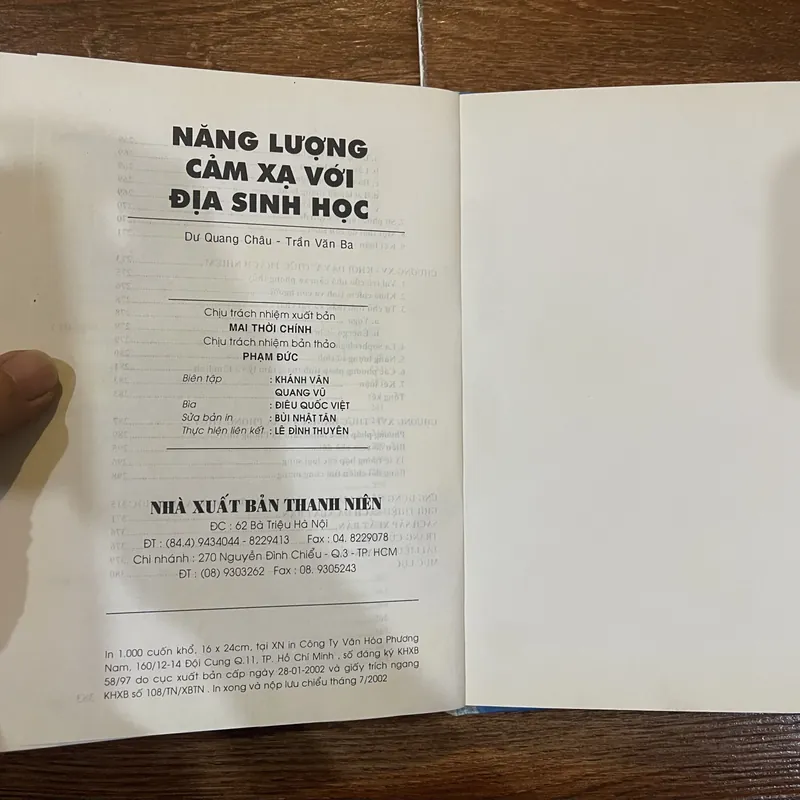 NĂNG LƯỢNG
CẢM XẠ VỚI
ĐỊA SINH HỌC
Dư Quang Châu - Trần Văn Ba
Chịu trách nhiệm xuất bản
MAI THỜI CHÍNH
Chịu trách nhiệm bản thảo
PHẠM ĐỨC
Biên tập : KHÁNH VÂN
QUANG VŨ
Bìa : ĐIÊU QUỐC VIỆT
Sửa bản in : BÙI NHẬT TÂN
Thực hiện liên kết : LÊ ĐÌNH THUYÊN
NHÀ XUẤT BẢN THANH NIÊN
ĐC : 62 Bà Triệu Hà Nội
ĐT : (84.4) 9434044 - 8229413 Fax : 04. 8229078
Chi nhánh : 270 Nguyễn Đình Chiểu - Q.3 - TP. HCM
ĐT : (08) 9303262 Fax : 08. 9305243
In 1.000 cuốn khổ, 16 x 24cm, tại XN in Công Ty Văn Hóa Phương
Nam, 160/12-14 Đội Cung Q.11, TP. Hồ Chí Minh , số đăng ký KHXB
58/97 do cục xuất bản cấp ngày 28-01-2002 và giấy trích ngang
KHXB số 108/TN/XBTN . In xong và nộp lưu chiểu tháng 7/2002